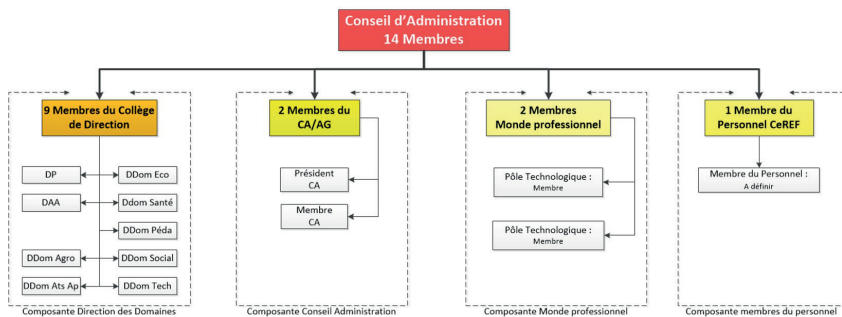 Conseil d'Administration
14 Membres
9 Membres du Collège
de Direction
DP
DDom Eco
DAA
Ddom Santé
DDom Péda
DDom Agro
DDom Social
DDom Ats Ap
DDom Tech
Composante Direction des Domaines
2 Membres du
CA/AG
Président
CA
Membre
CA
Composante Conseil Administration
2 Membres
Monde professionnel
Pôle Technologique :
Membre
Pôle Technologique :
Membre
Composante Monde professionnel
1 Membre du
Personnel CeREF
Membre du Personnel :
A définir
Composante membres du personnel